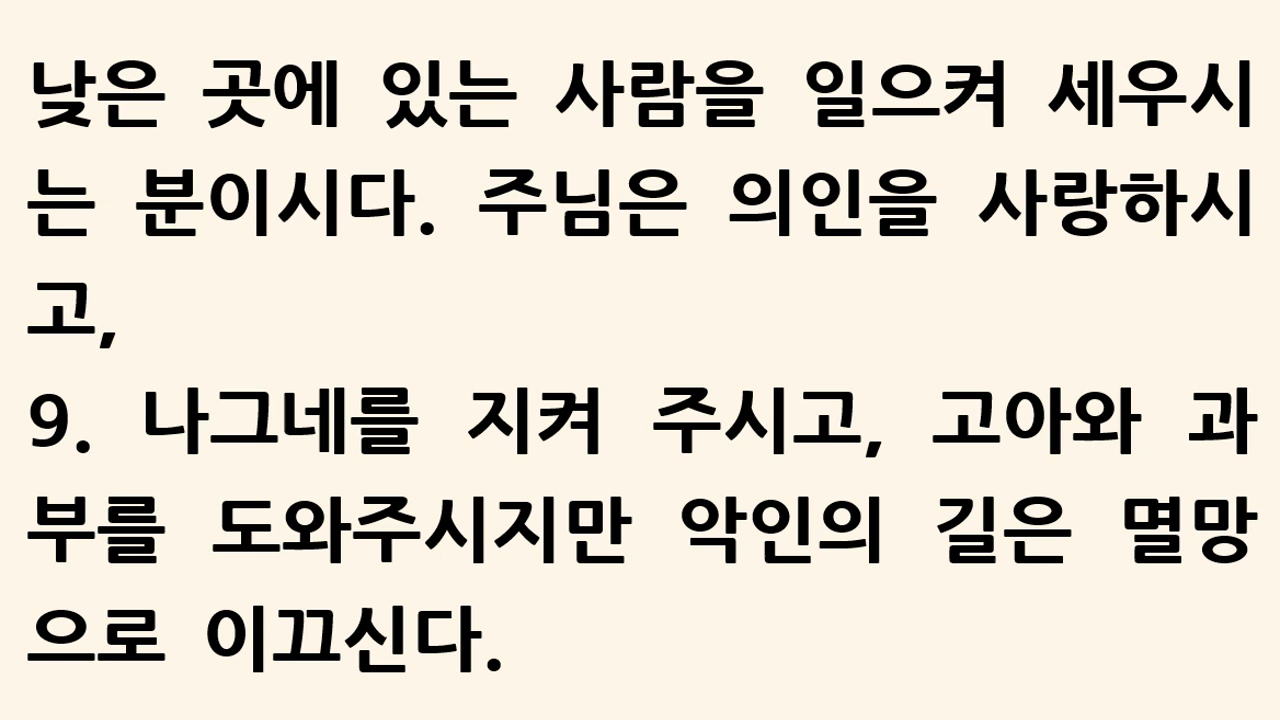 낮은 곳에 있는 사람을 일으켜 세우시
는 분이시다. 주님은 의인을 사랑하시
고,
9. 나그네를 지켜 주시고, 고아와 과
부를 도와주시지만 악인의 길은 멸망
으로 이끄신다.